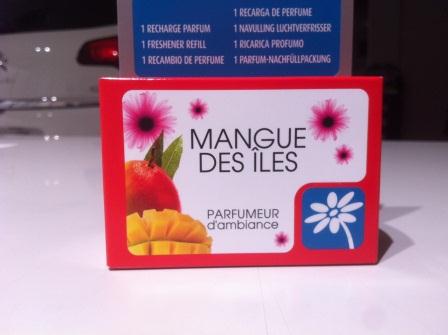 1 RECARGA DE PERFUME
1 RECHARGE PARFUM
1 NAVULLING LUCHTVERFRISSER
1 FRESHENER REFILL
1 RICARICA PROFUMO
1 RECAMBIO DE PERFUME
1 PARFUM-NACHFÜLLPACKUNG
MANGUE
DES ÎLES
PARFUMEUR
d'ambiance